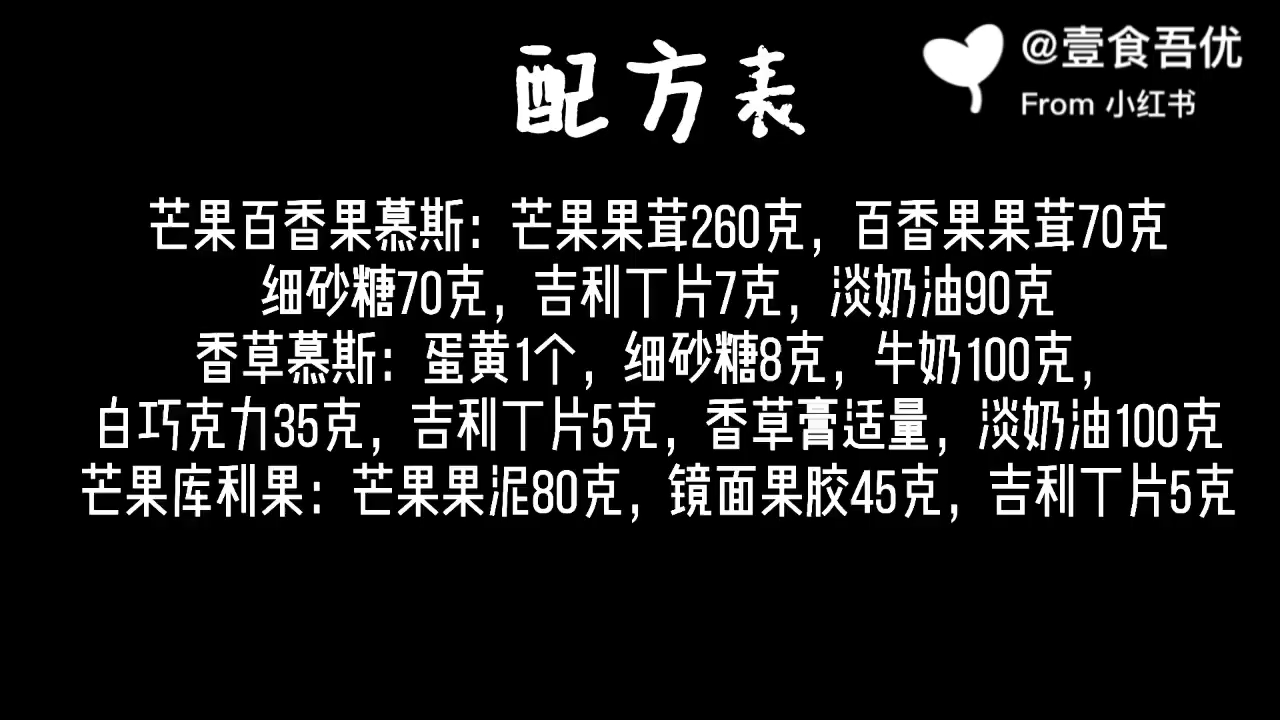 配方表
@壹食吾优
From 小红书
芒果百香果慕斯：芒果果茸260克，百香果果茸70克
细砂糖70克，吉利丁片7克，淡奶油90克
香草慕斯：蛋黄1个，细砂糖8克，牛奶100克，
白巧克力35克，吉利丁片5克，香草膏适量，淡奶油100克
芒果库利果：芒果果泥80克，镜面果胶45克，吉利丁片5克